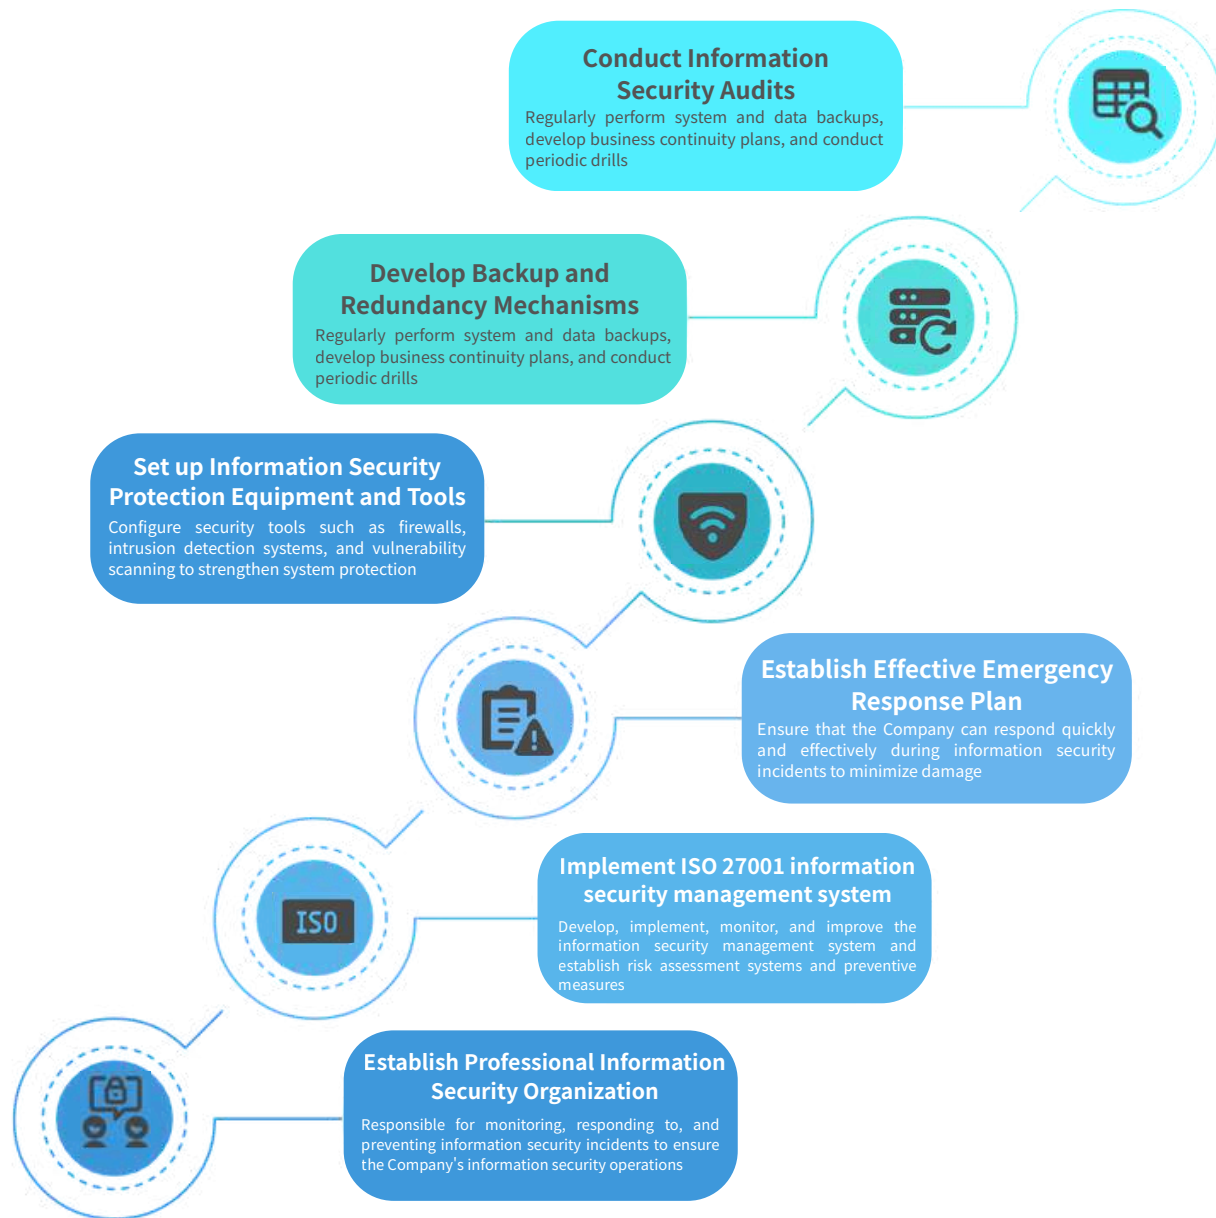 Conduct Information
Security Audits
Regularly perform system and data backups,
develop business continuity plans, and conduct
periodic drills
Develop Backup and
Redundancy Mechanisms
Regularly perform system and data backups,
develop business continuity plans, and conduct
periodic drills
Set up Information Security
Protection Equipment and Tools
Configure security tools such as firewalls,
intrusion detection systems, and vulnerability
scanning to strengthen system protection
Establish Effective Emergency
Response Plan
Ensure that the Company can respond quickly
and effectively during information security
incidents to minimize damage
ISO
Implement ISO 27001 information
security management system
Develop, implement, monitor, and improve the
information security management system and
establish risk assessment systems and preventive
measures
Establish Professional Information
Security Organization
Responsible for monitoring, responding to, and
preventing information security incidents to ensure
the Company's information security operations